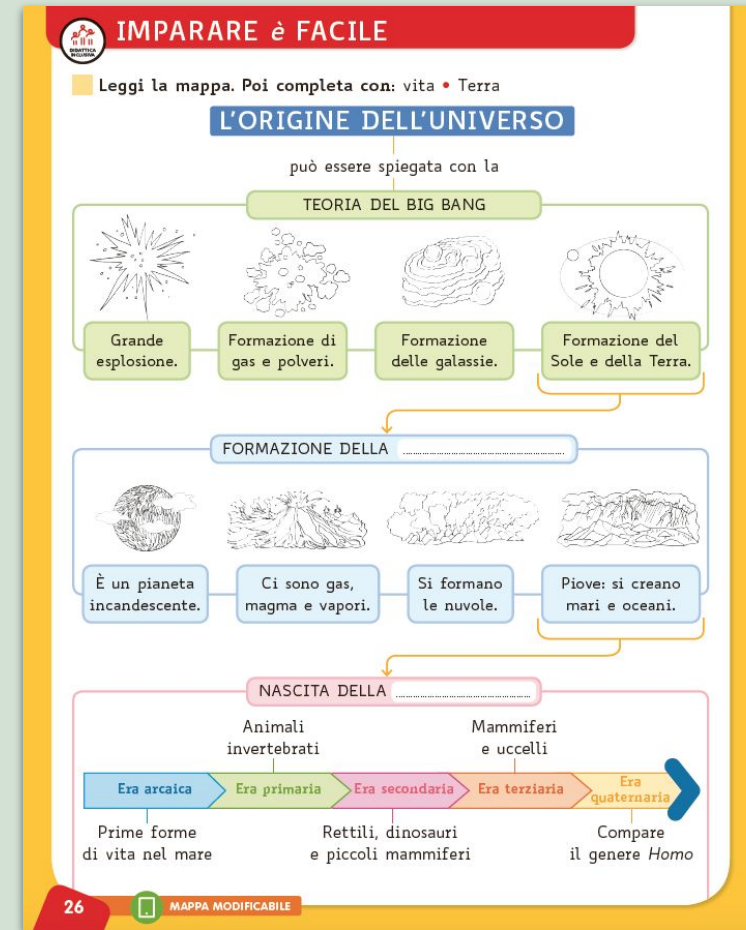 IMPARARE è FACILE
DIDATTICA
INCLUSIVA
Leggi la mappa. Poi completa con: vita • Terra
L'ORIGINE DELL'UNIVERSO
può essere spiegata con la
TEORIA DEL BIG BANG
Grande
esplosione.
Formazione di
gas e polveri.
Formazione
delle galassie.
Formazione del
Sole e della Terra.
FORMAZIONE DELLA
È un pianeta
incandescente.
Ci sono gas,
magma e vapori.
Si formano
le nuvole.
Piove: si creano
mari e oceani.
NASCITA DELLA
Animali
invertebrati
Mammiferi
e uccelli
Era arcaica
Era primaria
Era secondaria
Era terziaria
Era
quaternaria
Prime forme
di vita nel mare
Rettili, dinosauri
e piccoli mammiferi
Compare
il genere Homo
26
MAPPA MODIFICABILE